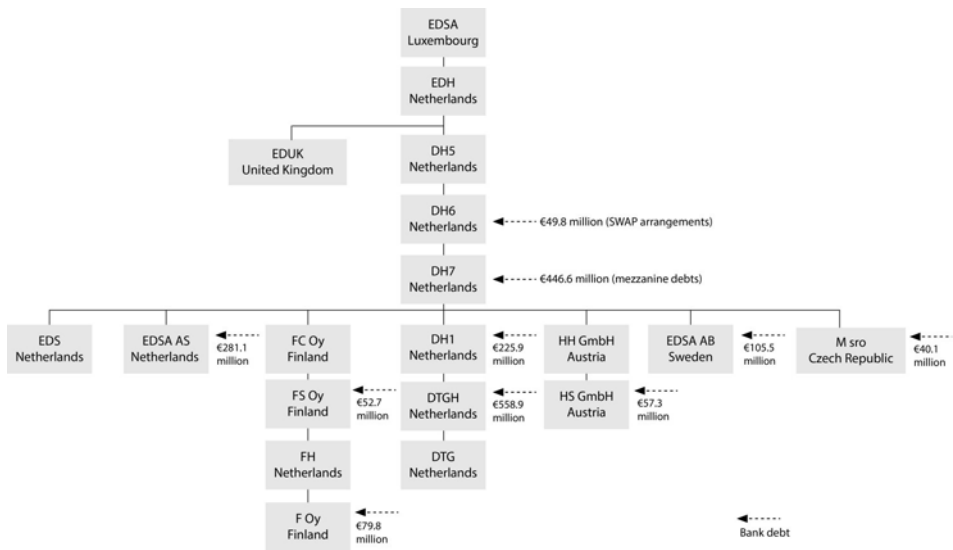 EDSA
Luxembourg
EDH
Netherlands
EDUK
United Kingdom
DH5
Netherlands
DH6
Netherlands
€49.8 million (SWAP arrangements)
DH7
Netherlands
€446.6 million (mezzanine debts)
EDS
Netherlands
EDSA AS
Netherlands
€281.1
million
FC Oy
Finland
DH1
Netherlands
€225.9
million
HH GmbH
Austria
EDSA AB
Sweden
€105.5
million
M sro
Czech Republic
€40.1
million
FS Oy
Finland
€52.7
million
DTGH
Netherlands
€558.9
million
HS GmbH
Austria
€57.3
million
FH
Netherlands
DTG
Netherlands
F Oy
Finland
€79.8
million
Bank debt